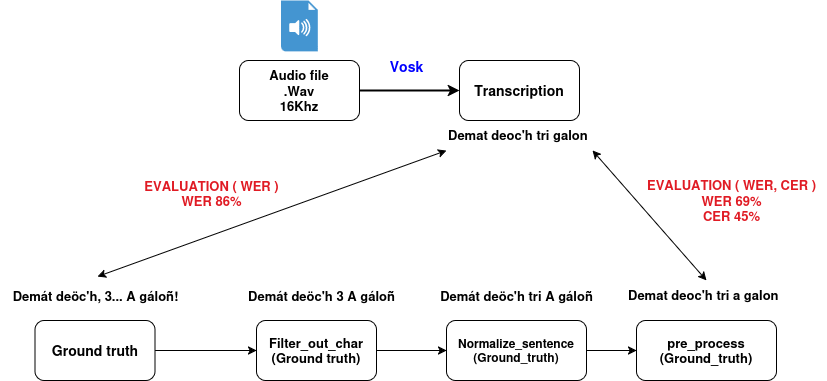 Vosk
Audio file
.Wav
16Khz
Transcription
Demat deoc'h tri galon
EVALUATION ( WER )
WER 86%
EVALUATION ( WER, CER )
WER 69%
CER 45%
Demát deöc'h, 3... A gáloñ!
Demát deöc'h 3 A gáloñ
Demát deöc'h tri A gáloñ
Demat deoc'h tri a galon
Ground truth
Filter_out_char
(Ground truth)
Normalize_sentence
(Ground_truth)
pre_process
(Ground_truth)